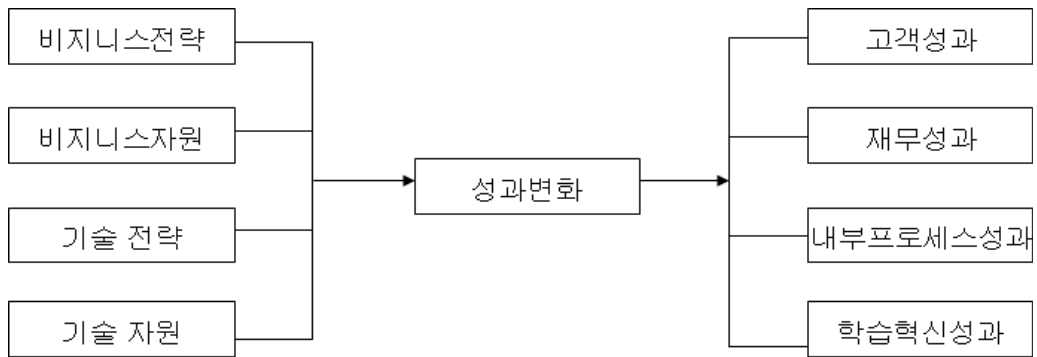 비지니스전략
비지니스자원
기술 전략
기술 자원
성과변화
고객성과
재무성과
내부프로세스성과
학습혁신성과